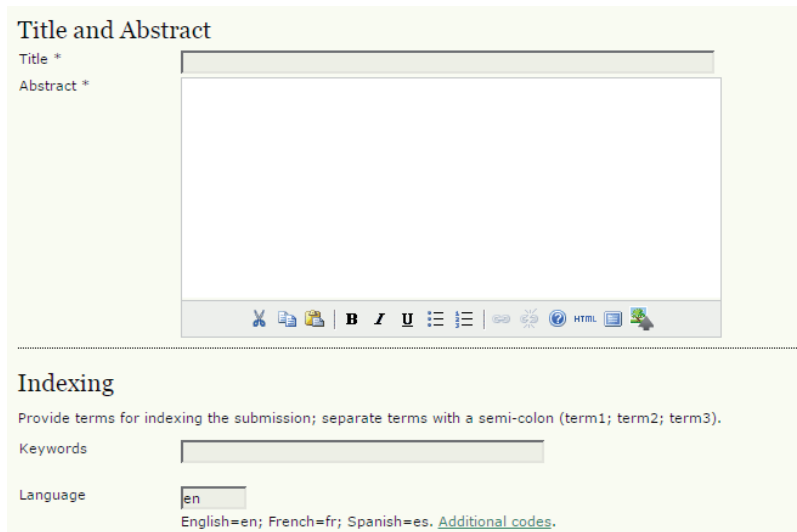 Title and Abstract
Title *
Abstract *
B I U HTML
Indexing
Provide terms for indexing the submission; separate terms with a semi-colon (term1; term2; term3).
Keywords
Language en
English=en; French=fr; Spanish=es. Additional codes.